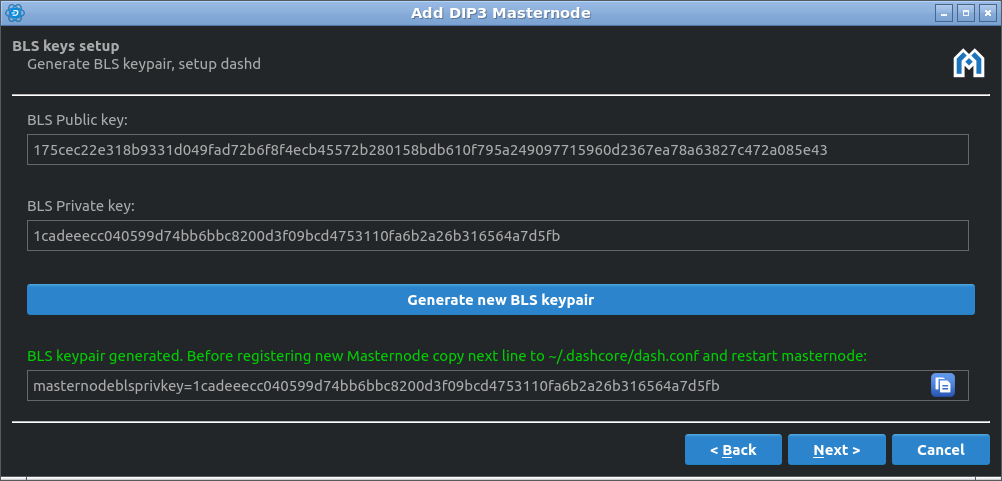 Add DIP3 Masternode
BLS keys setup
Generate BLS keypair, setup dashd
BLS Public key:
175cec22e318b9331d049fad72b6f8f4ecb45572b280158bdb610f795a249097715960d2367ea78a63827c472a085e43
BLS Private key:
1cadeeecc040599d74bb6bbc8200d3f09bcd4753110fa6b2a26b316564a7d5fb
Generate new BLS keypair
BLS keypair generated. Before registering new Masternode copy next line to ~/.dashcore/dash.conf and restart masternode:
masternodeblsprivkey=1cadeeecc040599d74bb6bbc8200d3f09bcd4753110fa6b2a26b316564a7d5fb
< Back
Next >
Cancel